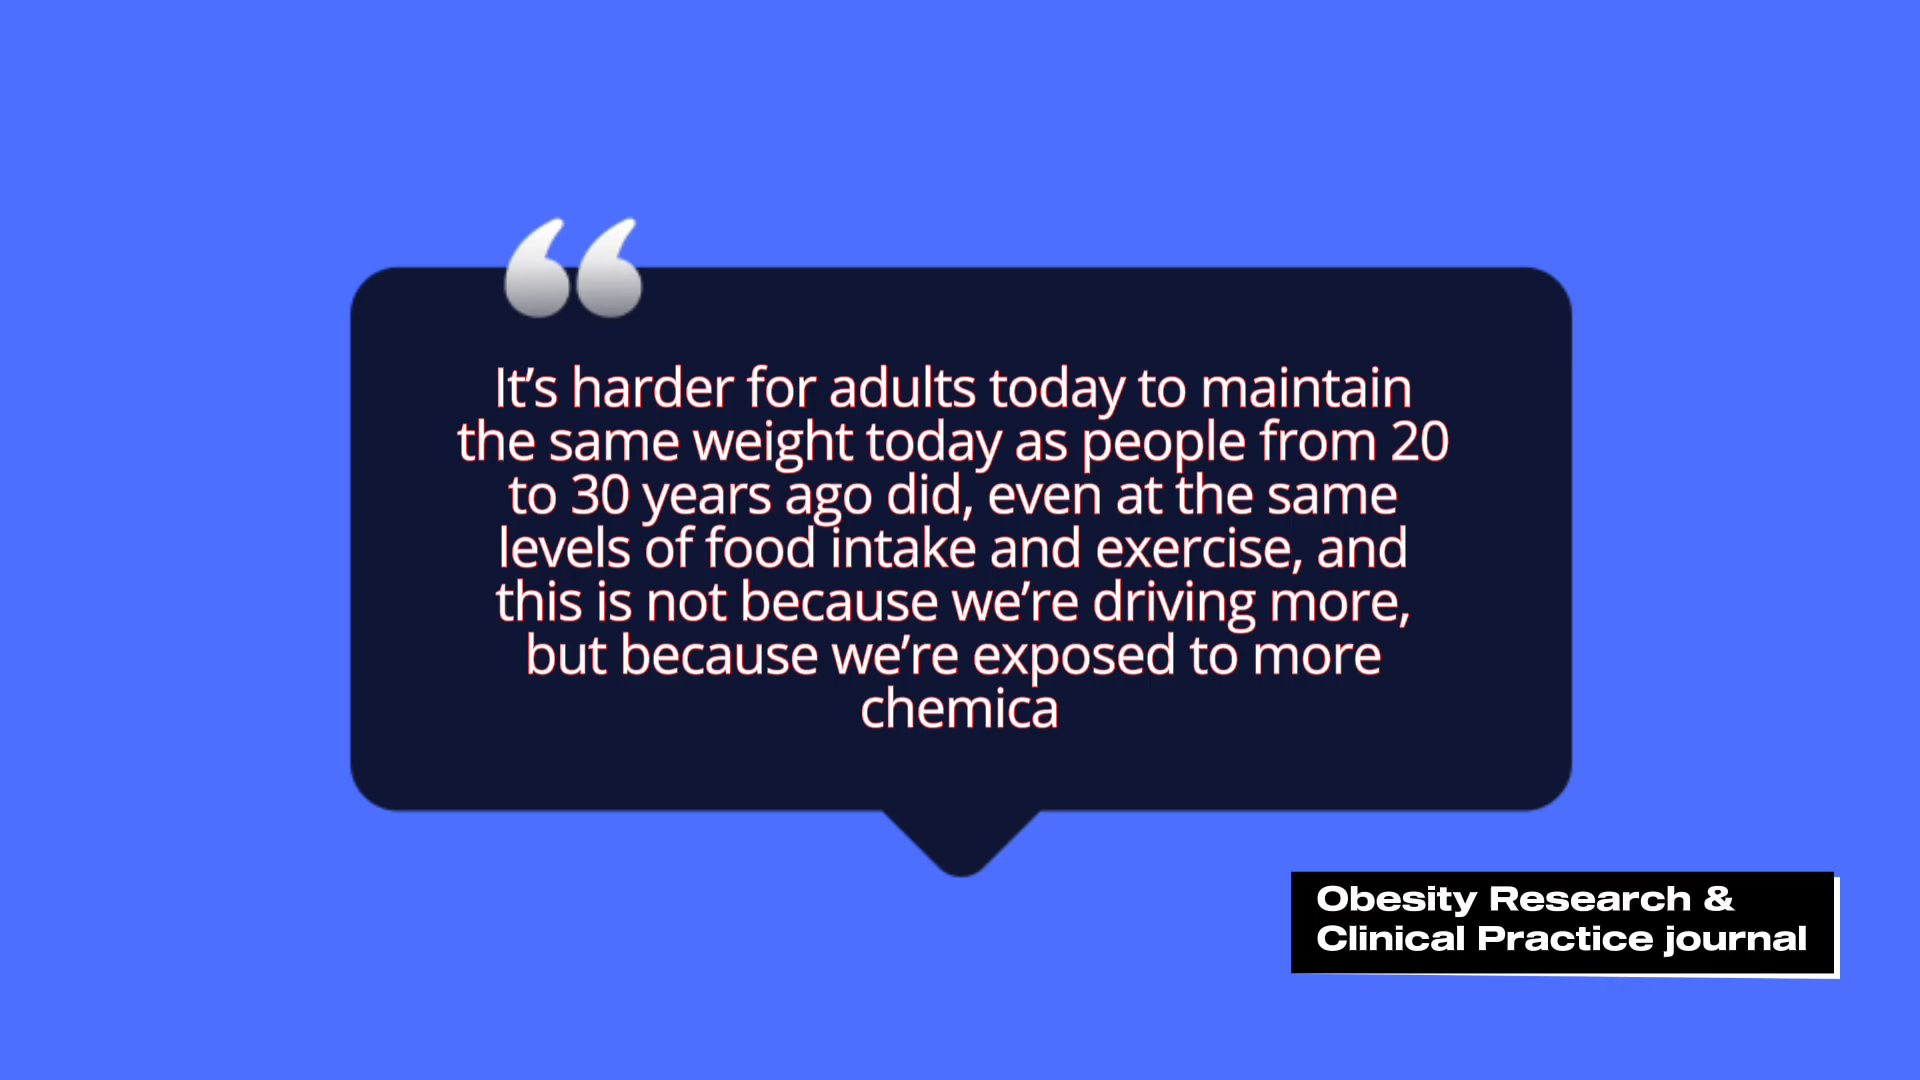 It’s harder for adults today to maintain
the same weight today as people from 20
to 30 years ago did, even at the same
levels of food intake and exercise, and
this is not because we’re driving more,
but because we’re exposed to more
chemica
Obesity Research &
Clinical Practice journal